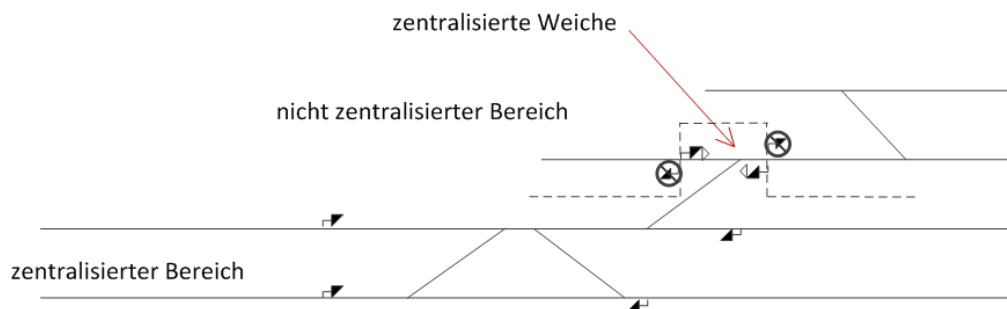 zentralisierte Weiche
nicht zentralisierter Bereich
zentralisierter Bereich